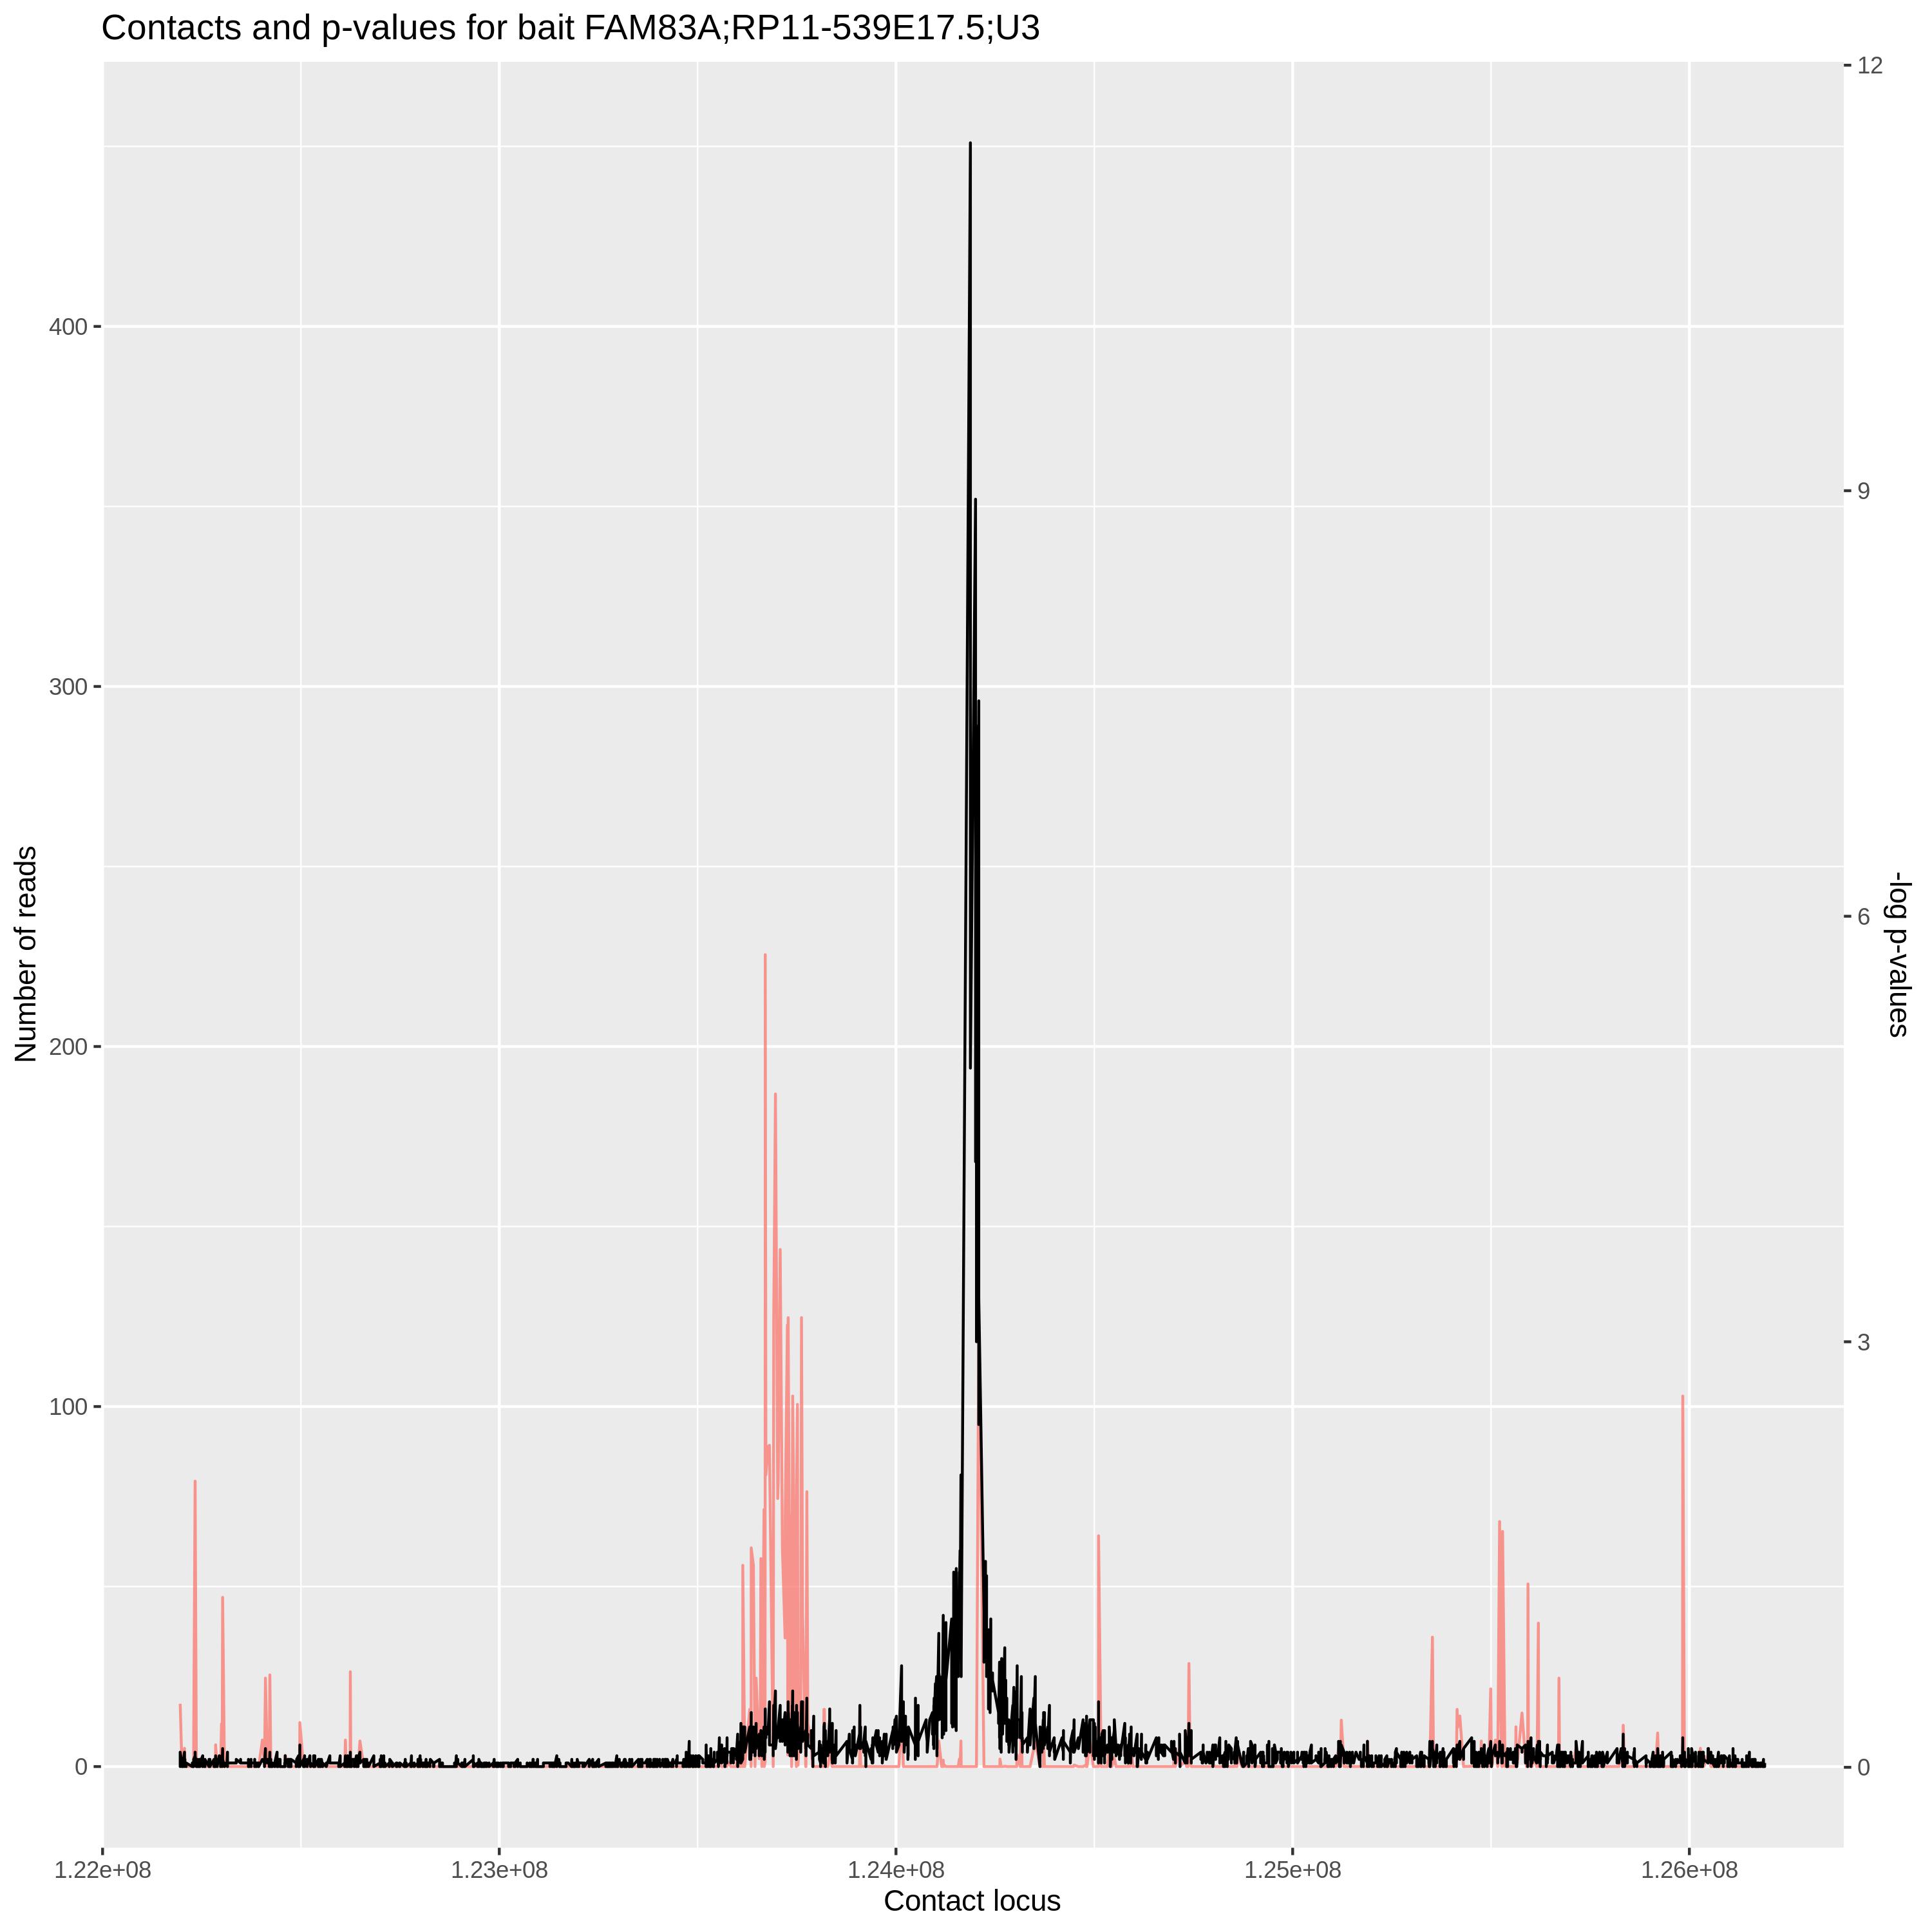 Contacts and p-values for bait FAM83A;RP11-539E17.5;U3
Number of reads
400
300
200
100
0
12
9
6
3
0
-log p-values
1.22e+08
1.23e+08
1.24e+08
1.25e+08
1.26e+08
Contact locus